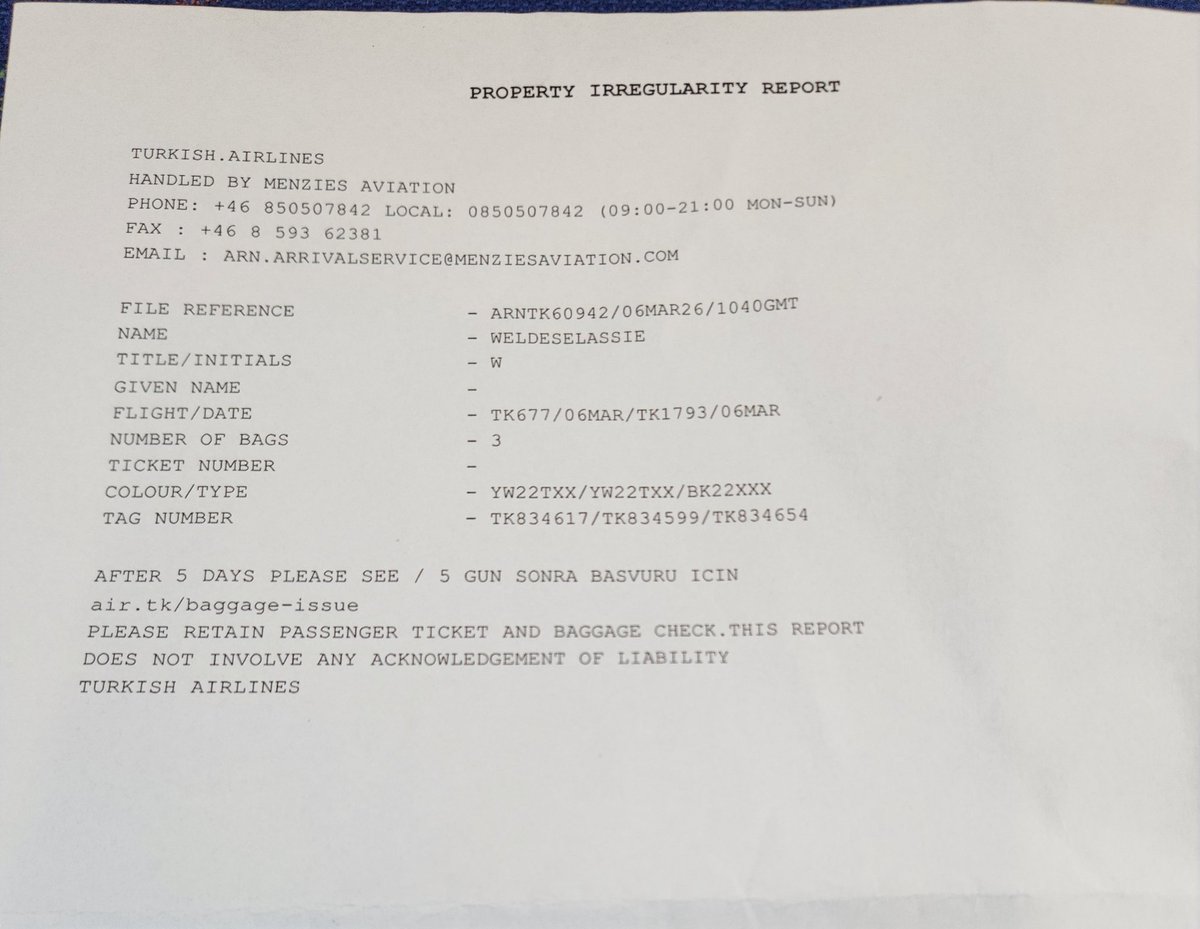 PROPERTY IRREGULARITY REPORT
TURKISH.AIRLINES
HANDLED BY MENZIES AVIATION
PHONE: +46 850507842 LOCAL: 0850507842 (09:00-21:00 MON-SUN)
FAX : +46 8 593 62381
EMAIL : ARN.ARRIVALSERVICE@MENZIESAVIATION.COM
FILE REFERENCE - ARNTK60942/06MAR26/1040GMT
NAME - WELDESELASSIE
TITLE/INITIALS - W
GIVEN NAME -
FLIGHT/DATE - TK677/06MAR/TK1793/06MAR
NUMBER OF BAGS - 3
TICKET NUMBER -
COLOUR/TYPE - YW22TXX/YW22TXX/BK22XXX
TAG NUMBER - TK834617/TK834599/TK834654
AFTER 5 DAYS PLEASE SEE / 5 GUN SONRA BASVURU ICIN
air.tk/baggage-issue
PLEASE RETAIN PASSENGER TICKET AND BAGGAGE CHECK.THIS REPORT
DOES NOT INVOLVE ANY ACKNOWLEDGEMENT OF LIABILITY
TURKISH AIRLINES